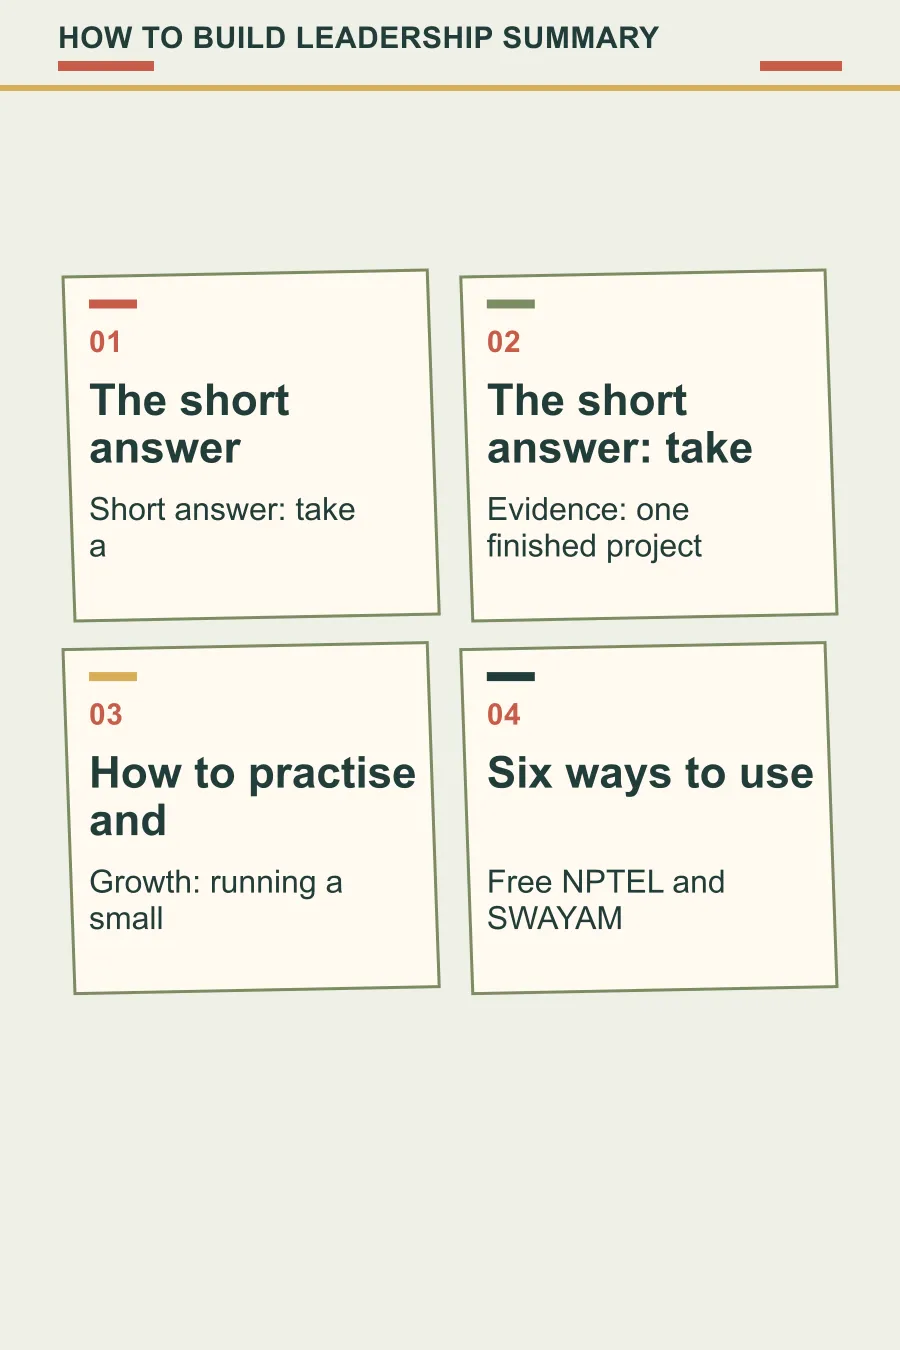 HOW TO BUILD LEADERSHIP SUMMARY
01
The short
answer
Short answer: take
a
02
The short
answer: take
Evidence: one
finished project
03
How to practise
and
Growth: running a
small
04
Six ways to use
Free NPTEL and
SWAYAM